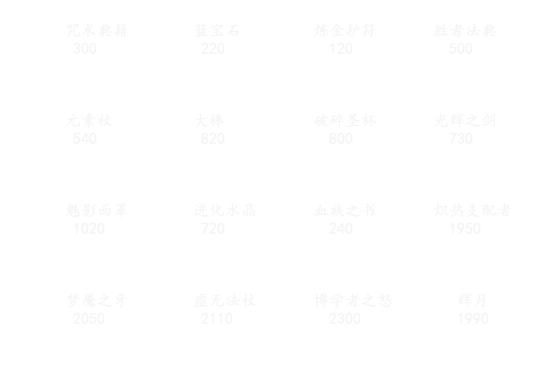 咒术典籍 蓝宝石 炼金护符 胜者法典
300 220 120 500
元素杖 大棒 破碎圣杯 光辉之剑
540 820 800 730
魅影面罩 进化水晶 血族之书 炽热支配者
1020 720 240 1950
梦魇之牙 虚无法杖 博学者之怒 辉月
2050 2110 2300 1990